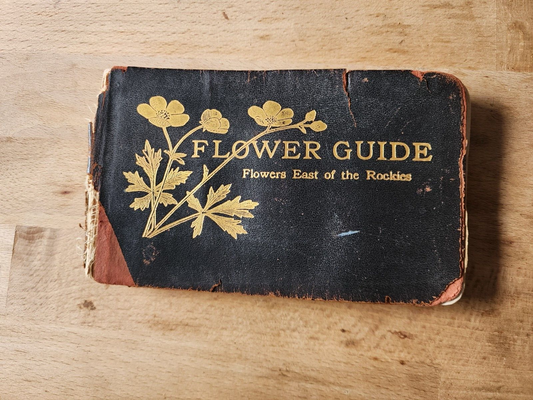 FLOWER GUIDE
Flowers East of the Rockies